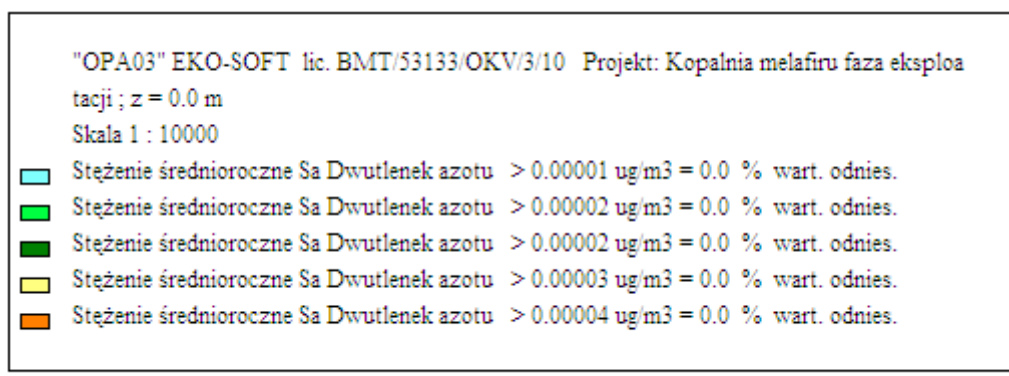 "OPA03" EKO-SOFT lic. BMT/53133/OKV/3/10 Projekt: Kopalnia melafiru faza eksploa
tacji ; z = 0.0 m
Skala 1 : 10000
Stężenie średnioroczne Sa Dwutlenek azotu > 0.00001 ug/m3 = 0.0 % wart. odnies.
Stężenie średnioroczne Sa Dwutlenek azotu > 0.00002 ug/m3 = 0.0 % wart. odnies.
Stężenie średnioroczne Sa Dwutlenek azotu > 0.00002 ug/m3 = 0.0 % wart. odnies.
Stężenie średnioroczne Sa Dwutlenek azotu > 0.00003 ug/m3 = 0.0 % wart. odnies.
Stężenie średnioroczne Sa Dwutlenek azotu > 0.00004 ug/m3 = 0.0 % wart. odnies.